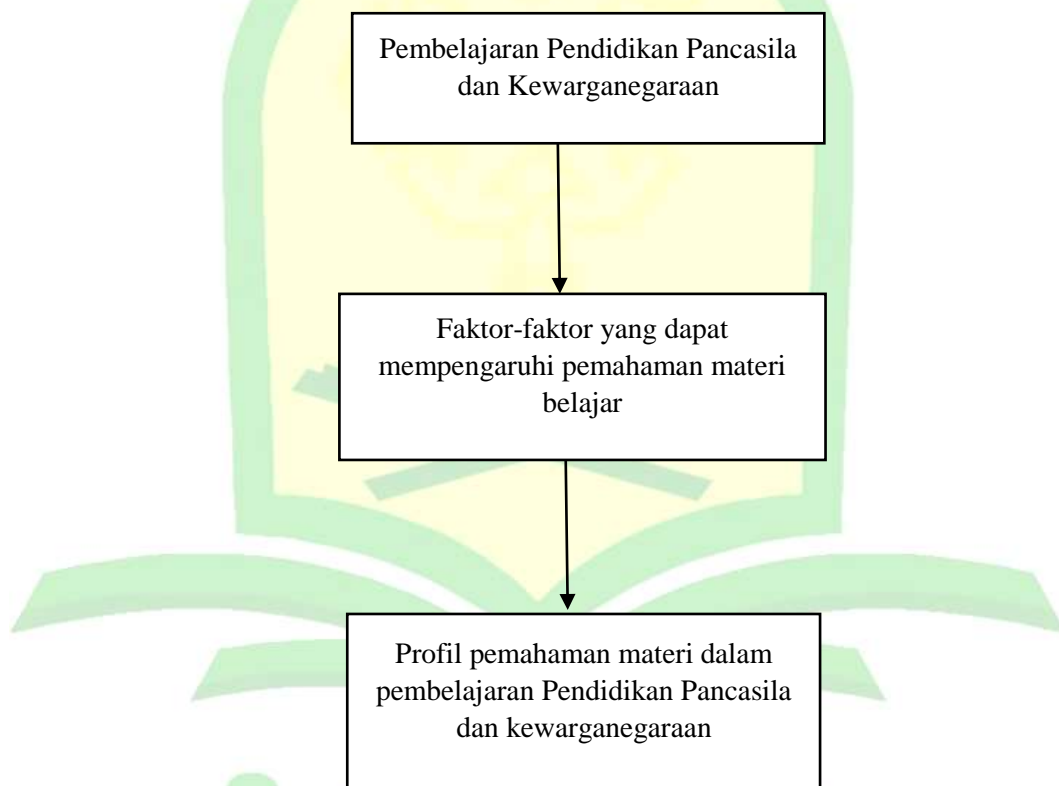 Pembelajaran Pendidikan Pancasila
dan Kewarganegaraan
Faktor-faktor yang dapat
mempengaruhi pemahaman materi
belajar
Profil pemahaman materi dalam
pembelajaran Pendidikan Pancasila
dan kewarganegaraan